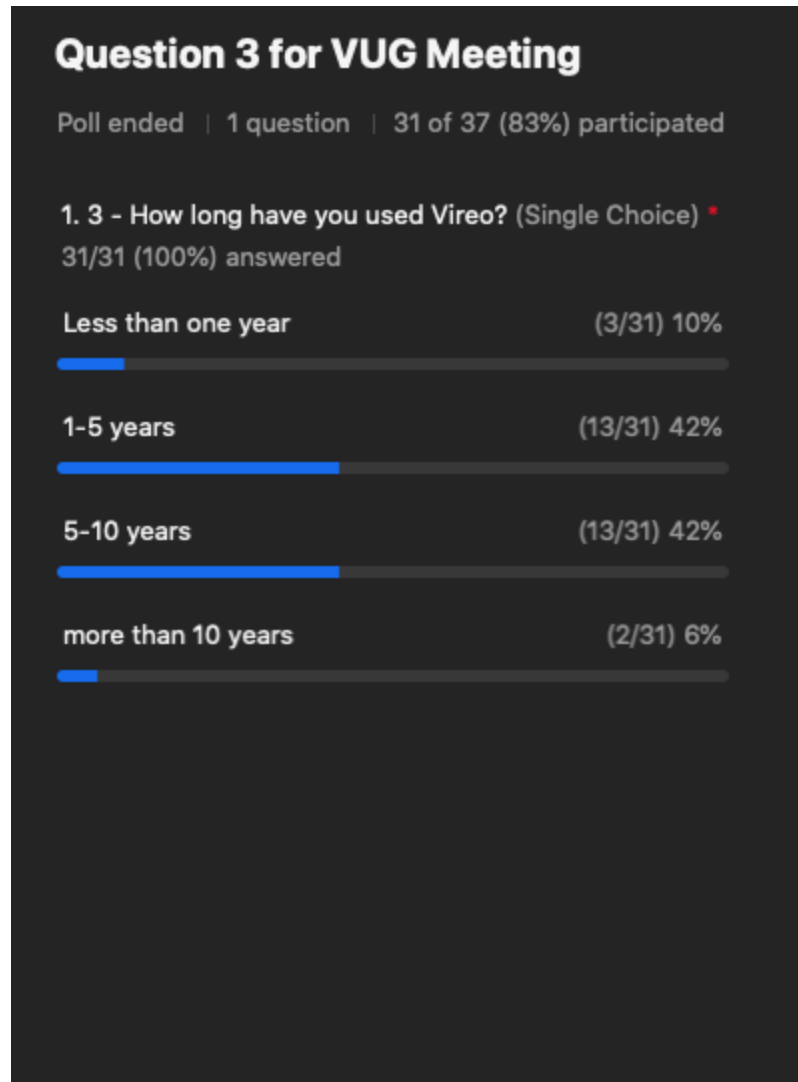 Question 3 for VUG Meeting
Poll ended | 1 question | 31 of 37 (83%) participated
1. 3 - How long have you used Vireo? (Single Choice) *
31/31 (100%) answered
Less than one year (3/31) 10%
1-5 years (13/31) 42%
5-10 years (13/31) 42%
more than 10 years (2/31) 6%